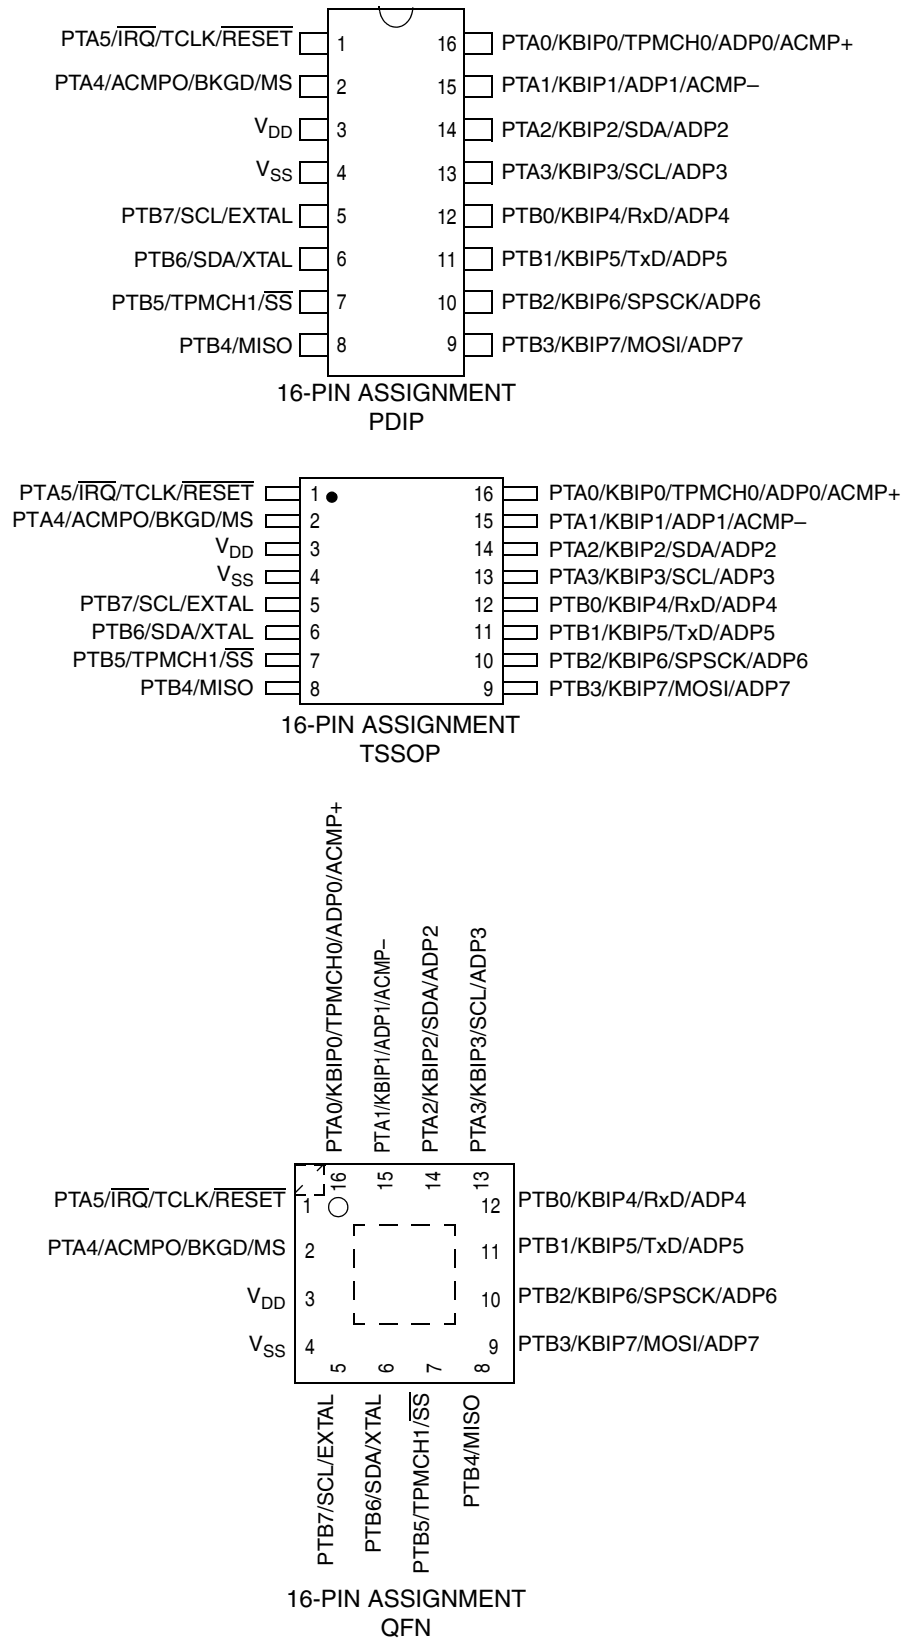 PTA5/IRQ/TCLK/RESET 1 16 PTA0/KBIP0/TPMCH0/ADP0/ACMP+
PTA4/ACMPO/BKGD/MS 2 15 PTA1/KBIP1/ADP1/ACMP–
VDD 3 14 PTA2/KBIP2/SDA/ADP2
VSS 4 13 PTA3/KBIP3/SCL/ADP3
PTB7/SCL/EXTAL 5 12 PTB0/KBIP4/RxD/ADP4
PTB6/SDA/XTAL 6 11 PTB1/KBIP5/TxD/ADP5
PTB5/TPMCH1/SS 7 10 PTB2/KBIP6/SPSCK/ADP6
PTB4/MISO 8 9 PTB3/KBIP7/MOSI/ADP7
16-PIN ASSIGNMENT
PDIP
PTA5/IRQ/TCLK/RESET 1 16 PTA0/KBIP0/TPMCH0/ADP0/ACMP+
PTA4/ACMPO/BKGD/MS 2 15 PTA1/KBIP1/ADP1/ACMP–
VDD 3 14 PTA2/KBIP2/SDA/ADP2
VSS 4 13 PTA3/KBIP3/SCL/ADP3
PTB7/SCL/EXTAL 5 12 PTB0/KBIP4/RxD/ADP4
PTB6/SDA/XTAL 6 11 PTB1/KBIP5/TxD/ADP5
PTB5/TPMCH1/SS 7 10 PTB2/KBIP6/SPSCK/ADP6
PTB4/MISO 8 9 PTB3/KBIP7/MOSI/ADP7
16-PIN ASSIGNMENT
TSSOP
PTA0/KBIP0/TPMCH0/ADP0/ACMP+
PTA1/KBIP1/ADP1/ACMP–
PTA2/KBIP2/SDA/ADP2
PTA3/KBIP3/SCL/ADP3
16 15 14 13
PTA5/IRQ/TCLK/RESET 1 12 PTB0/KBIP4/RxD/ADP4
PTA4/ACMPO/BKGD/MS 2 11 PTB1/KBIP5/TxD/ADP5
VDD 3 10 PTB2/KBIP6/SPSCK/ADP6
VSS 4 9 PTB3/KBIP7/MOSI/ADP7
5 6 7 8
PTB7/SCL/EXTAL
PTB6/SDA/XTAL
PTB5/TPMCH1/SS
PTB4/MISO
16-PIN ASSIGNMENT
QFN